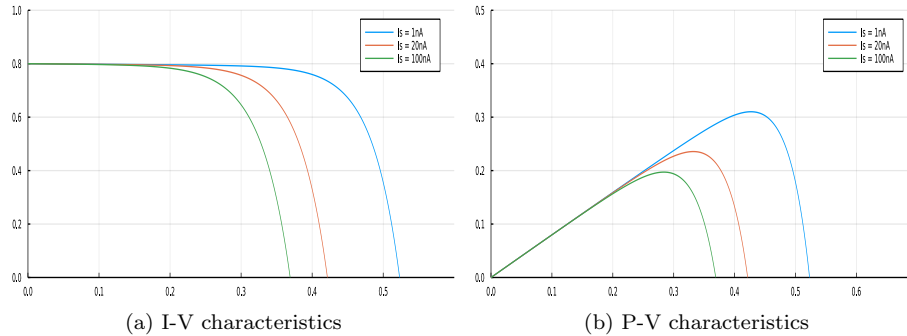 1.0
0.8
0.6
0.4
0.2
0.0
0.0 0.1 0.2 0.3 0.4 0.5
Is = 1nA
Is = 20nA
Is = 100nA
(a) I-V characteristics
0.5
0.4
0.3
0.2
0.1
0.0
0.0 0.1 0.2 0.3 0.4 0.5 0.6
Is = 1nA
Is = 20nA
Is = 100nA
(b) P-V characteristics